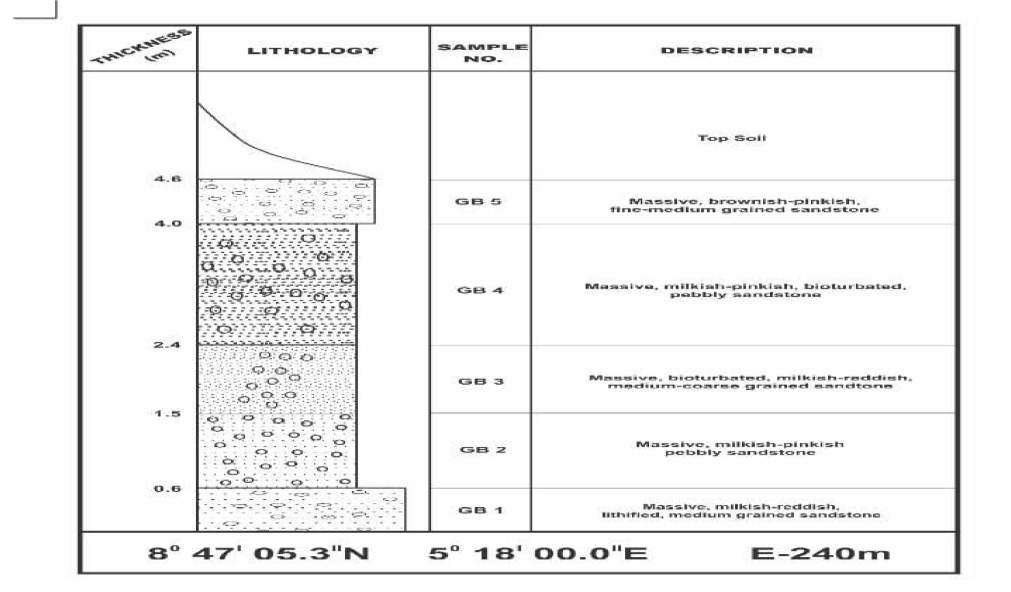 THICKNESS (m)
LITHOLOGY
SAMPLE NO.
DESCRIPTION
Top Soil
4.6
GB 5
Massive, brownish-pinkish,
fine-medium grained sandstone
4.0
GB 4
Massive, milkish-pinkish, bioturbated,
pebbly sandstone
2.4
GB 3
Massive, bioturbated, milkish-reddish,
medium-coarse grained sandtone
1.5
GB 2
Massive, milkish-pinkish
pebbly sandstone
0.6
GB 1
Massive, milkish-reddish,
lithified, medium grained sandstone
8° 47' 05.3"N 5° 18' 00.0"E E-240m